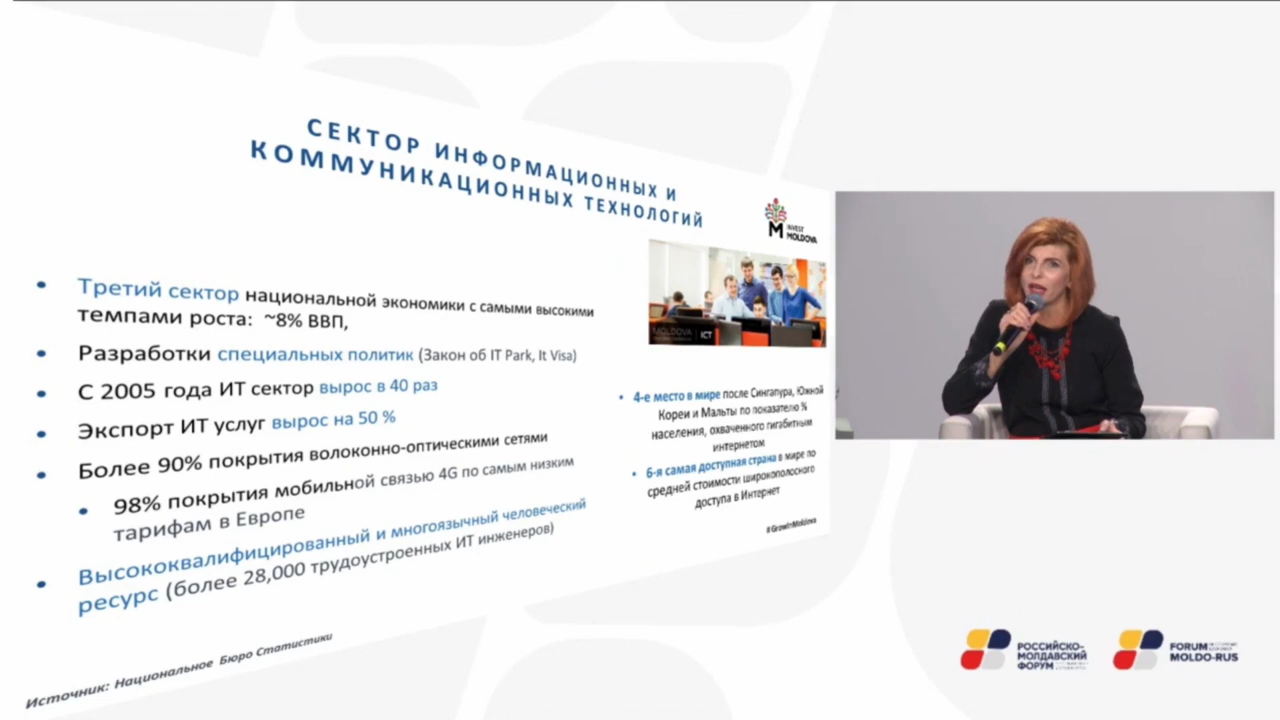 СЕКТОР ИНФОРМАЦИОННЫХ И
КОММУНИКАЦИОННЫХ ТЕХНОЛОГИЙ
INVEST
MOLDOVA
• Третий сектор национальной экономики с самыми высокими
темпами роста: ~8% ВВП,
• Разработки специальных политик (Закон об IT Park, It Visa)
• С 2005 года ИТ сектор вырос в 40 раз
• Экспорт ИТ услуг вырос на 50 %
• Более 90% покрытия волоконно-оптическими сетями
• 98% покрытия мобильной связью 4G по самым низким
тарифам в Европе
• Высококвалифицированный и многоязычный человеческий
ресурс (более 28,000 трудоустроенных ИТ инженеров)
Источник: Национальное Бюро Статистики
MOLDOVA ICT
• 4-е место в мире после Сингапура, Южной
Кореи и Мальты по показателю %
населения, охваченного гигабитным
интернетом
• 6-я самая доступная страна в мире по
средней стоимости широкополосного
доступа в Интернет
#GrowInMoldova
РОССИЙСКО-
МОЛДАВСКИЙ
ФОРУМ
FORUM
MOLDO-RUS